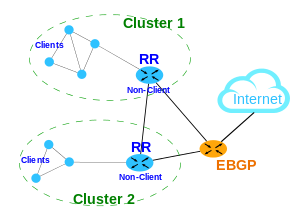 Cluster 1
Clients
RR
Non-Client
Internet
Clients
RR
Non-Client
EBGP
Cluster 2